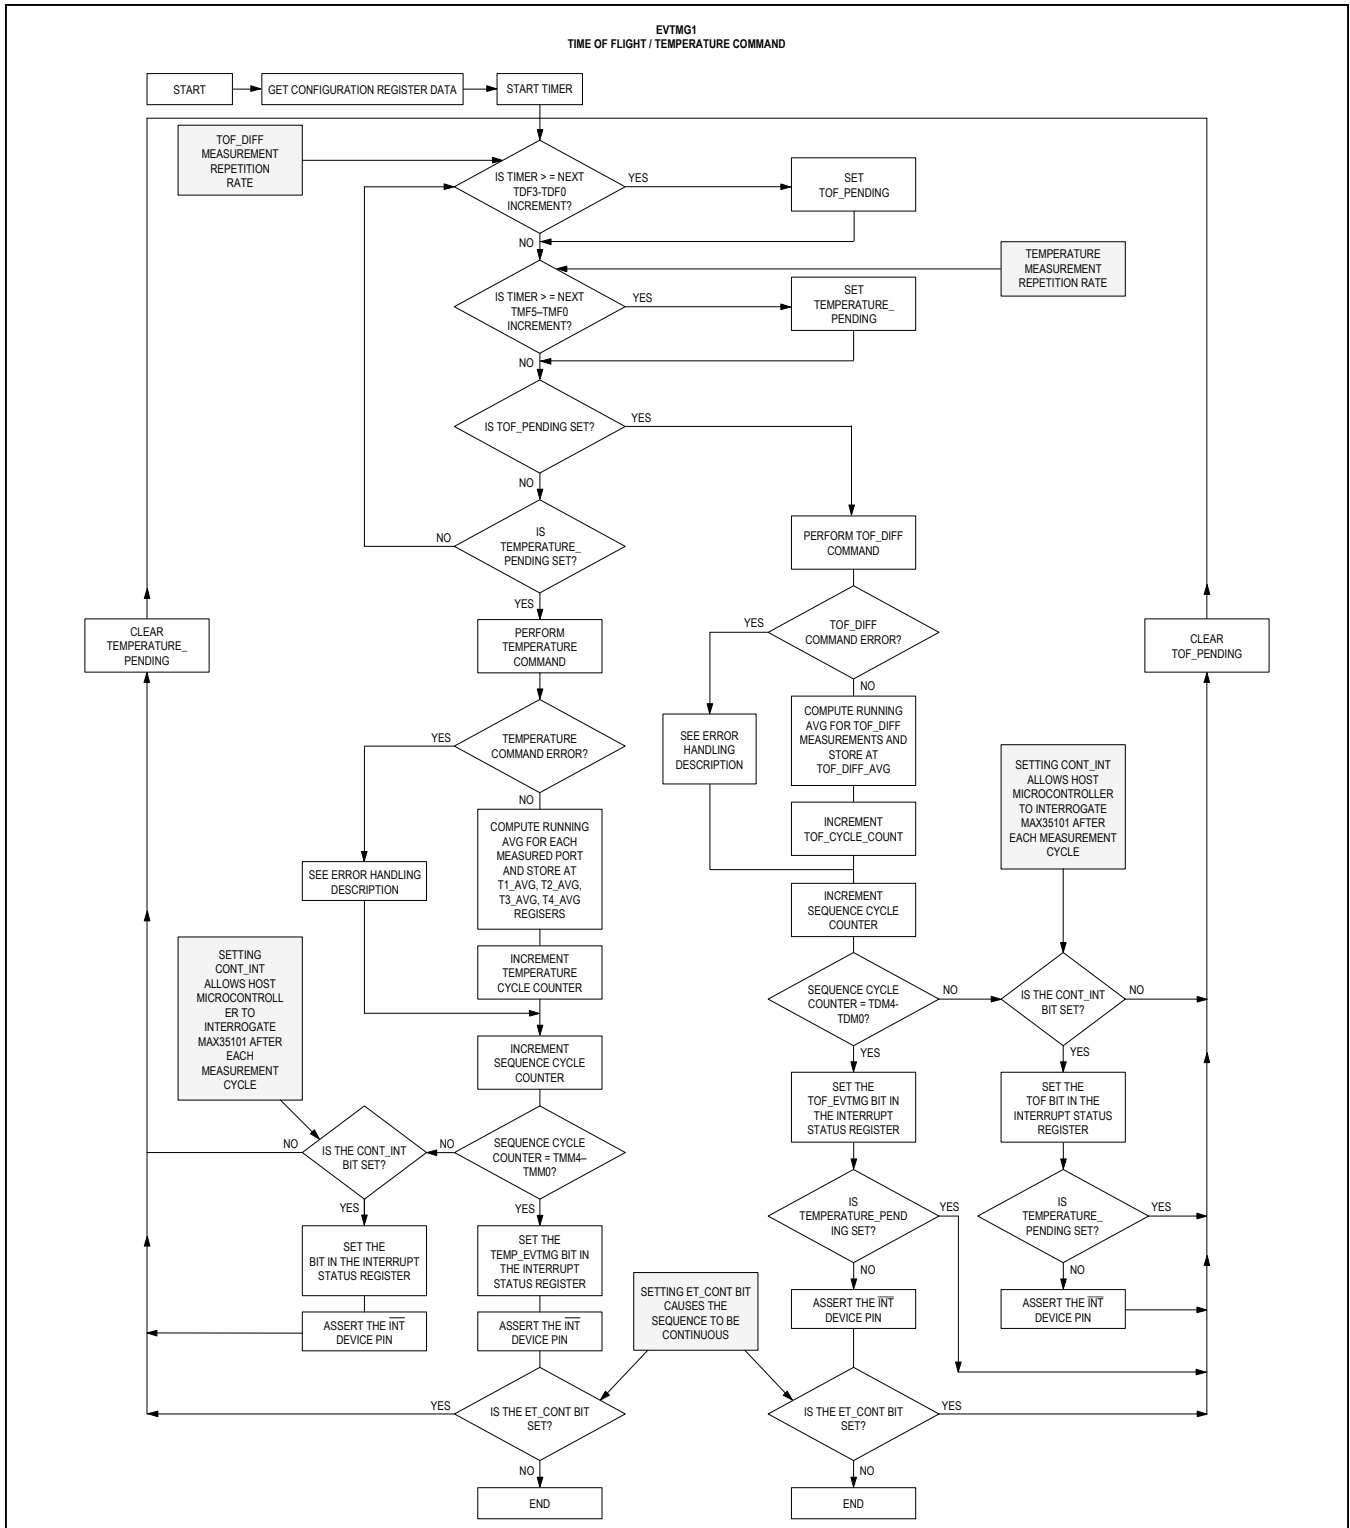 EVTMG1
TIME OF FLIGHT / TEMPERATURE COMMAND
START
GET CONFIGURATION REGISTER DATA
START TIMER
TOF_DIFF
MEASUREMENT
REPETITION
RATE
IS TIMER > = NEXT
TDF3-TDF0
INCREMENT?
YES
SET
TOF_PENDING
NO
TEMPERATURE
MEASUREMENT
REPETITION RATE
IS TIMER > = NEXT
TMF5–TMF0
INCREMENT?
YES
SET
TEMPERATURE_
PENDING
NO
IS TOF_PENDING SET?
YES
NO
IS
TEMPERATURE_
PENDING SET?
NO
YES
PERFORM TOF_DIFF
COMMAND
CLEAR
TEMPERATURE_
PENDING
PERFORM
TEMPERATURE
COMMAND
TOF_DIFF
COMMAND ERROR?
YES
NO
CLEAR
TOF_PENDING
TEMPERATURE
COMMAND ERROR?
YES
NO
SEE ERROR
HANDLING
DESCRIPTION
COMPUTE RUNNING
AVG FOR TOF_DIFF
MEASUREMENTS AND
STORE AT
TOF_DIFF_AVG
SETTING CONT_INT
ALLOWS HOST
MICROCONTROLLER
TO INTERROGATE
MAX35101 AFTER
EACH MEASUREMENT
CYCLE
COMPUTE RUNNING
AVG FOR EACH
MEASURED PORT
AND STORE AT
T1_AVG, T2_AVG,
T3_AVG, T4_AVG
REGISERS
INCREMENT
TOF_CYCLE_COUNT
SEE ERROR HANDLING
DESCRIPTION
INCREMENT
SEQUENCE CYCLE
COUNTER
SETTING
CONT_INT
ALLOWS HOST
MICROCONTROLL
ER TO
INTERROGATE
MAX35101 AFTER
EACH
MEASUREMENT
CYCLE
INCREMENT
TEMPERATURE
CYCLE COUNTER
SEQUENCE CYCLE
COUNTER = TDM4-
TDM0?
NO
YES
IS THE CONT_INT
BIT SET?
NO
YES
INCREMENT
SEQUENCE CYCLE
COUNTER
SET THE
TOF_EVTMG BIT IN
THE INTERRUPT
STATUS REGISTER
SET THE
TOF BIT IN THE
INTERRUPT STATUS
REGISTER
NO
IS THE CONT_INT
BIT SET?
YES
NO
SEQUENCE CYCLE
COUNTER = TMM4–
TMM0?
YES
IS
TEMPERATURE_PEND
ING SET?
YES
NO
IS
TEMPERATURE_
PENDING SET?
YES
NO
SET THE
BIT IN THE INTERRUPT
STATUS REGISTER
SET THE
TEMP_EVTMG BIT IN
THE INTERRUPT
STATUS REGISTER
SETTING ET_CONT BIT
CAUSES THE
SEQUENCE TO BE
CONTINUOUS
ASSERT THE INT
DEVICE PIN
ASSERT THE INT
DEVICE PIN
ASSERT THE INT
DEVICE PIN
ASSERT THE INT
DEVICE PIN
YES
IS THE ET_CONT BIT
SET?
NO
IS THE ET_CONT BIT
SET?
YES
NO
END
END